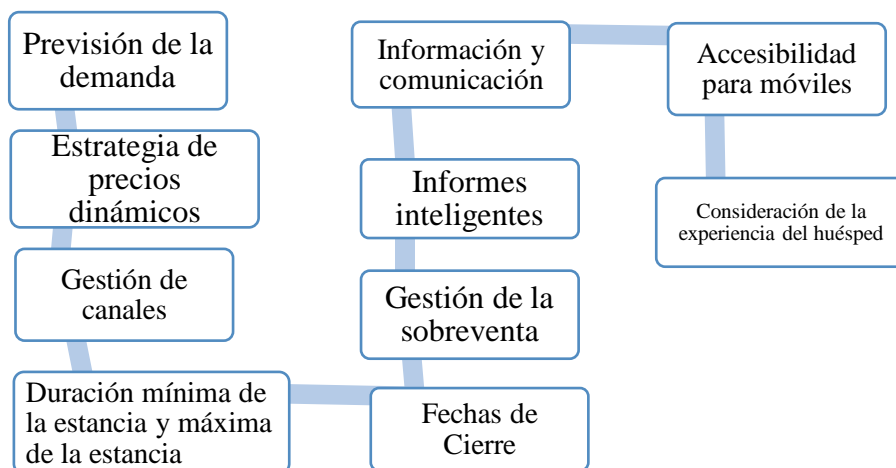 Previsión de la
demanda
Estrategia de
precios
dinámicos
Gestión de
canales
Duración mínima de
la estancia y máxima
de la estancia
Fechas de
Cierre
Gestión de la
sobreventa
Informes
inteligentes
Información y
comunicación
Accesibilidad
para móviles
Consideración de la
experiencia del huésped